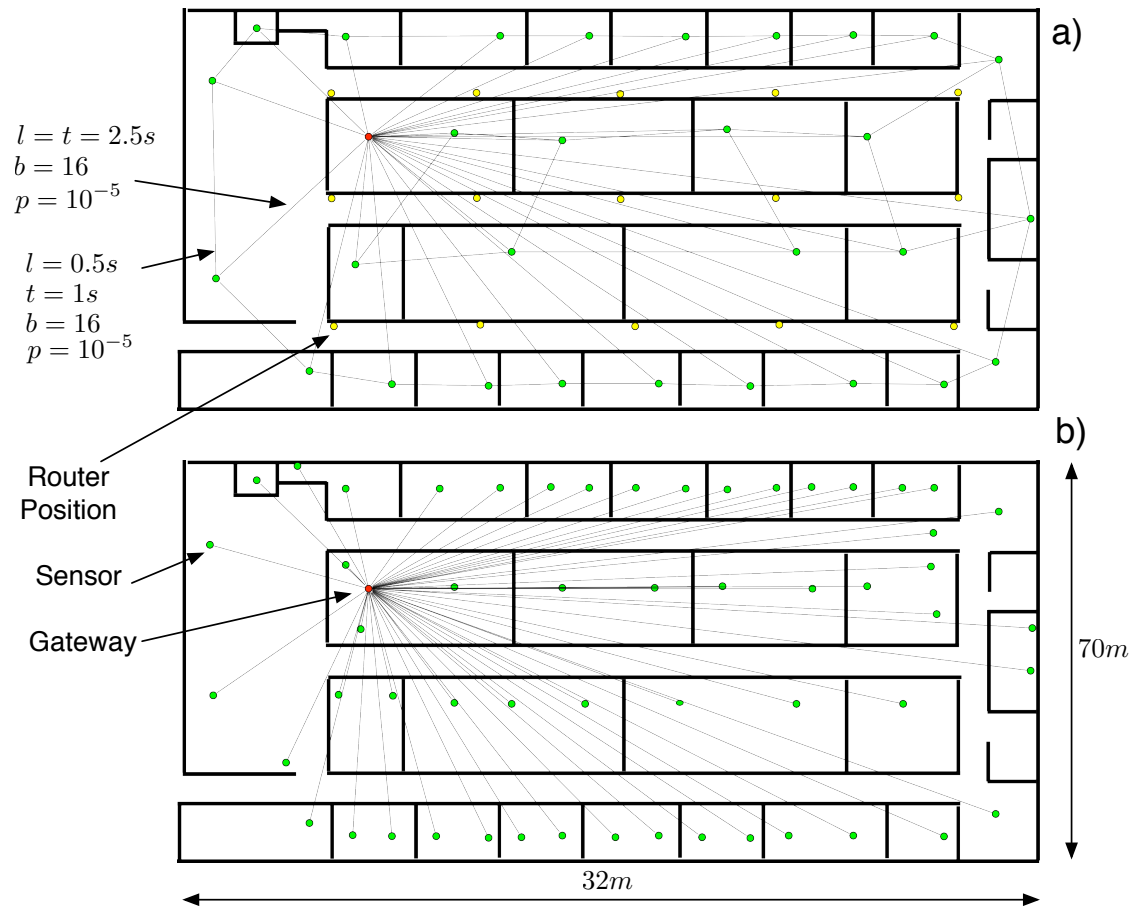 a)
l = t = 2.5s
b = 16
p = 10⁻⁵
l = 0.5s
t = 1s
b = 16
p = 10⁻⁵
b)
Router
Position
Sensor
Gateway
70m
32m